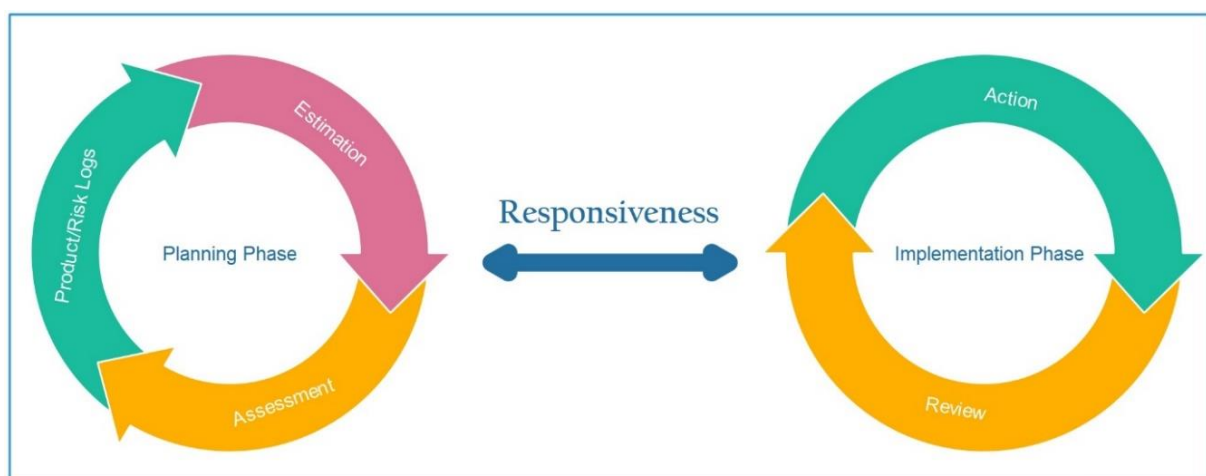 Estimation
Product/Risk Logs
Planning Phase
Assessment
Responsiveness
Action
Implementation Phase
Review